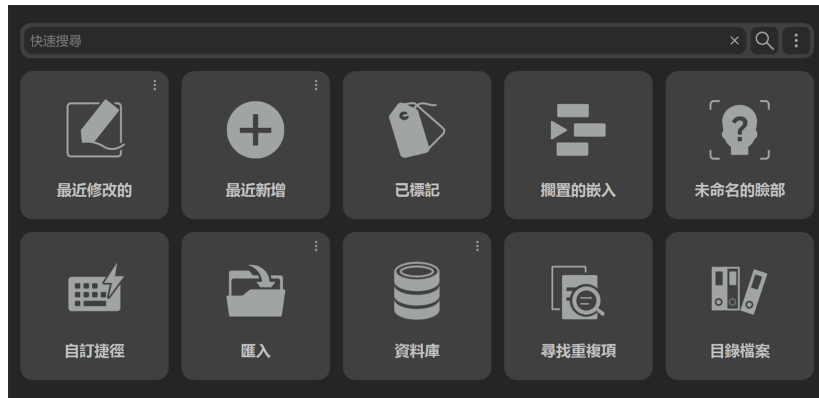 快速搜尋
最近修改的
最近新增
已標記
擱置的嵌入
未命名的臉部
自訂捷徑
匯入
資料庫
尋找重複項
目錄檔案